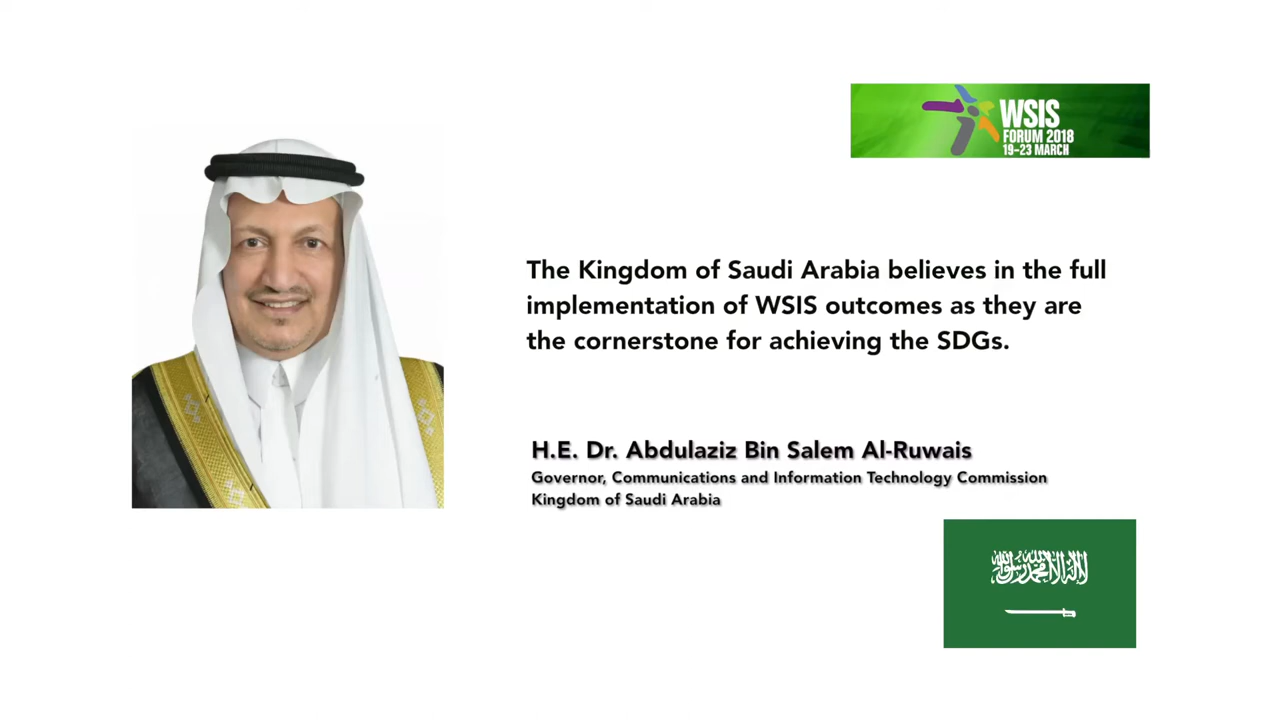 WSIS
FORUM 2018
19–23 MARCH
The Kingdom of Saudi Arabia believes in the full
implementation of WSIS outcomes as they are
the cornerstone for achieving the SDGs.
H.E. Dr. Abdulaziz Bin Salem Al-Ruwais
Governor, Communications and Information Technology Commission
Kingdom of Saudi Arabia
لا إله إلا الله محمد رسول الله